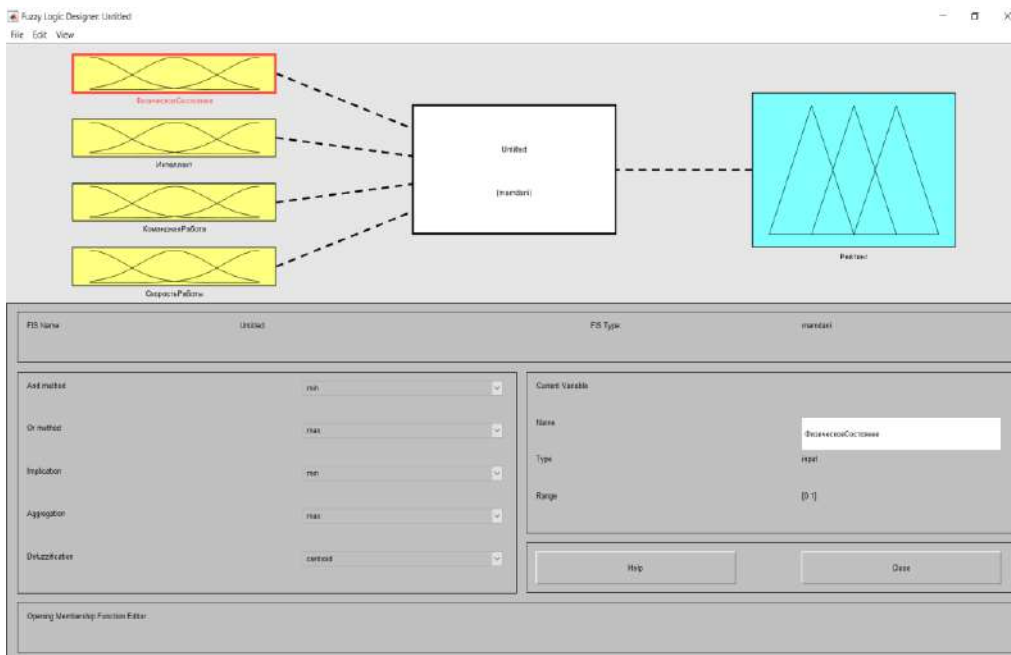 Fuzzy Logic Designer: Untitled
File Edit View
ФизическоеСостояние
Интеллект
КоманднаяРабота
СкоростьРаботы
Untitled
(mamdani)
Рейтинг
FIS Name: Untitled FIS Type: mamdani
And method min
Or method max
Implication min
Aggregation max
Defuzzification centroid
Current Variable
Name ФизическоеСостояние
Type input
Range [0 1]
Help Close
Opening Membership Function Editor